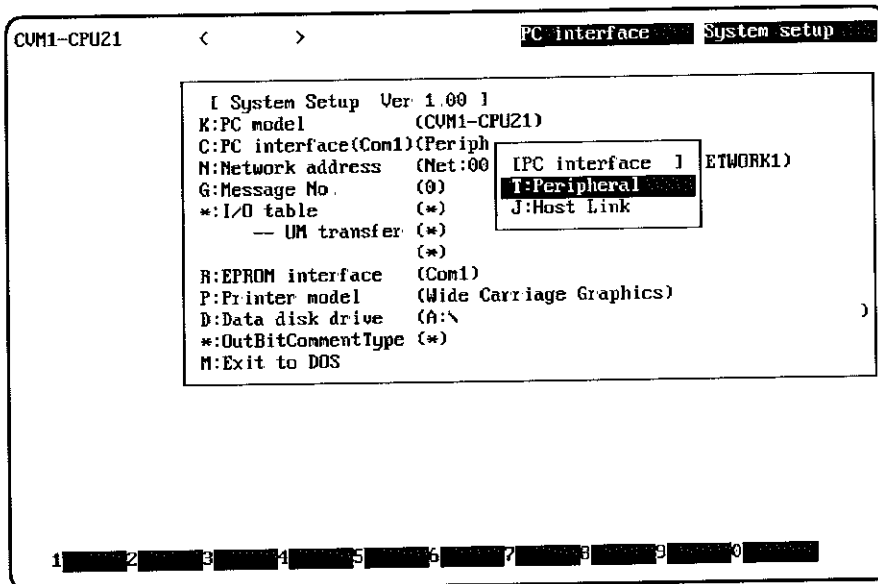 CVM1-CPU21 < > PC interface System setup
[ System Setup Ver 1.00 ]
K:PC model (CVM1-CPU21)
C:PC interface(Com1)(Periph
N:Network address (Net:00 [PC interface ] ETWORK1)
G:Message No. (0) T:Peripheral
*:I/O table (*) J:Host Link
-- UM transfer (*)
(*)
R:EPROM interface (Com1)
P:Printer model (Wide Carriage Graphics)
D:Data disk drive (A:\ )
*:OutBitCommentType (*)
M:Exit to DOS
1 2 3 4 5 6 7 8 9 0